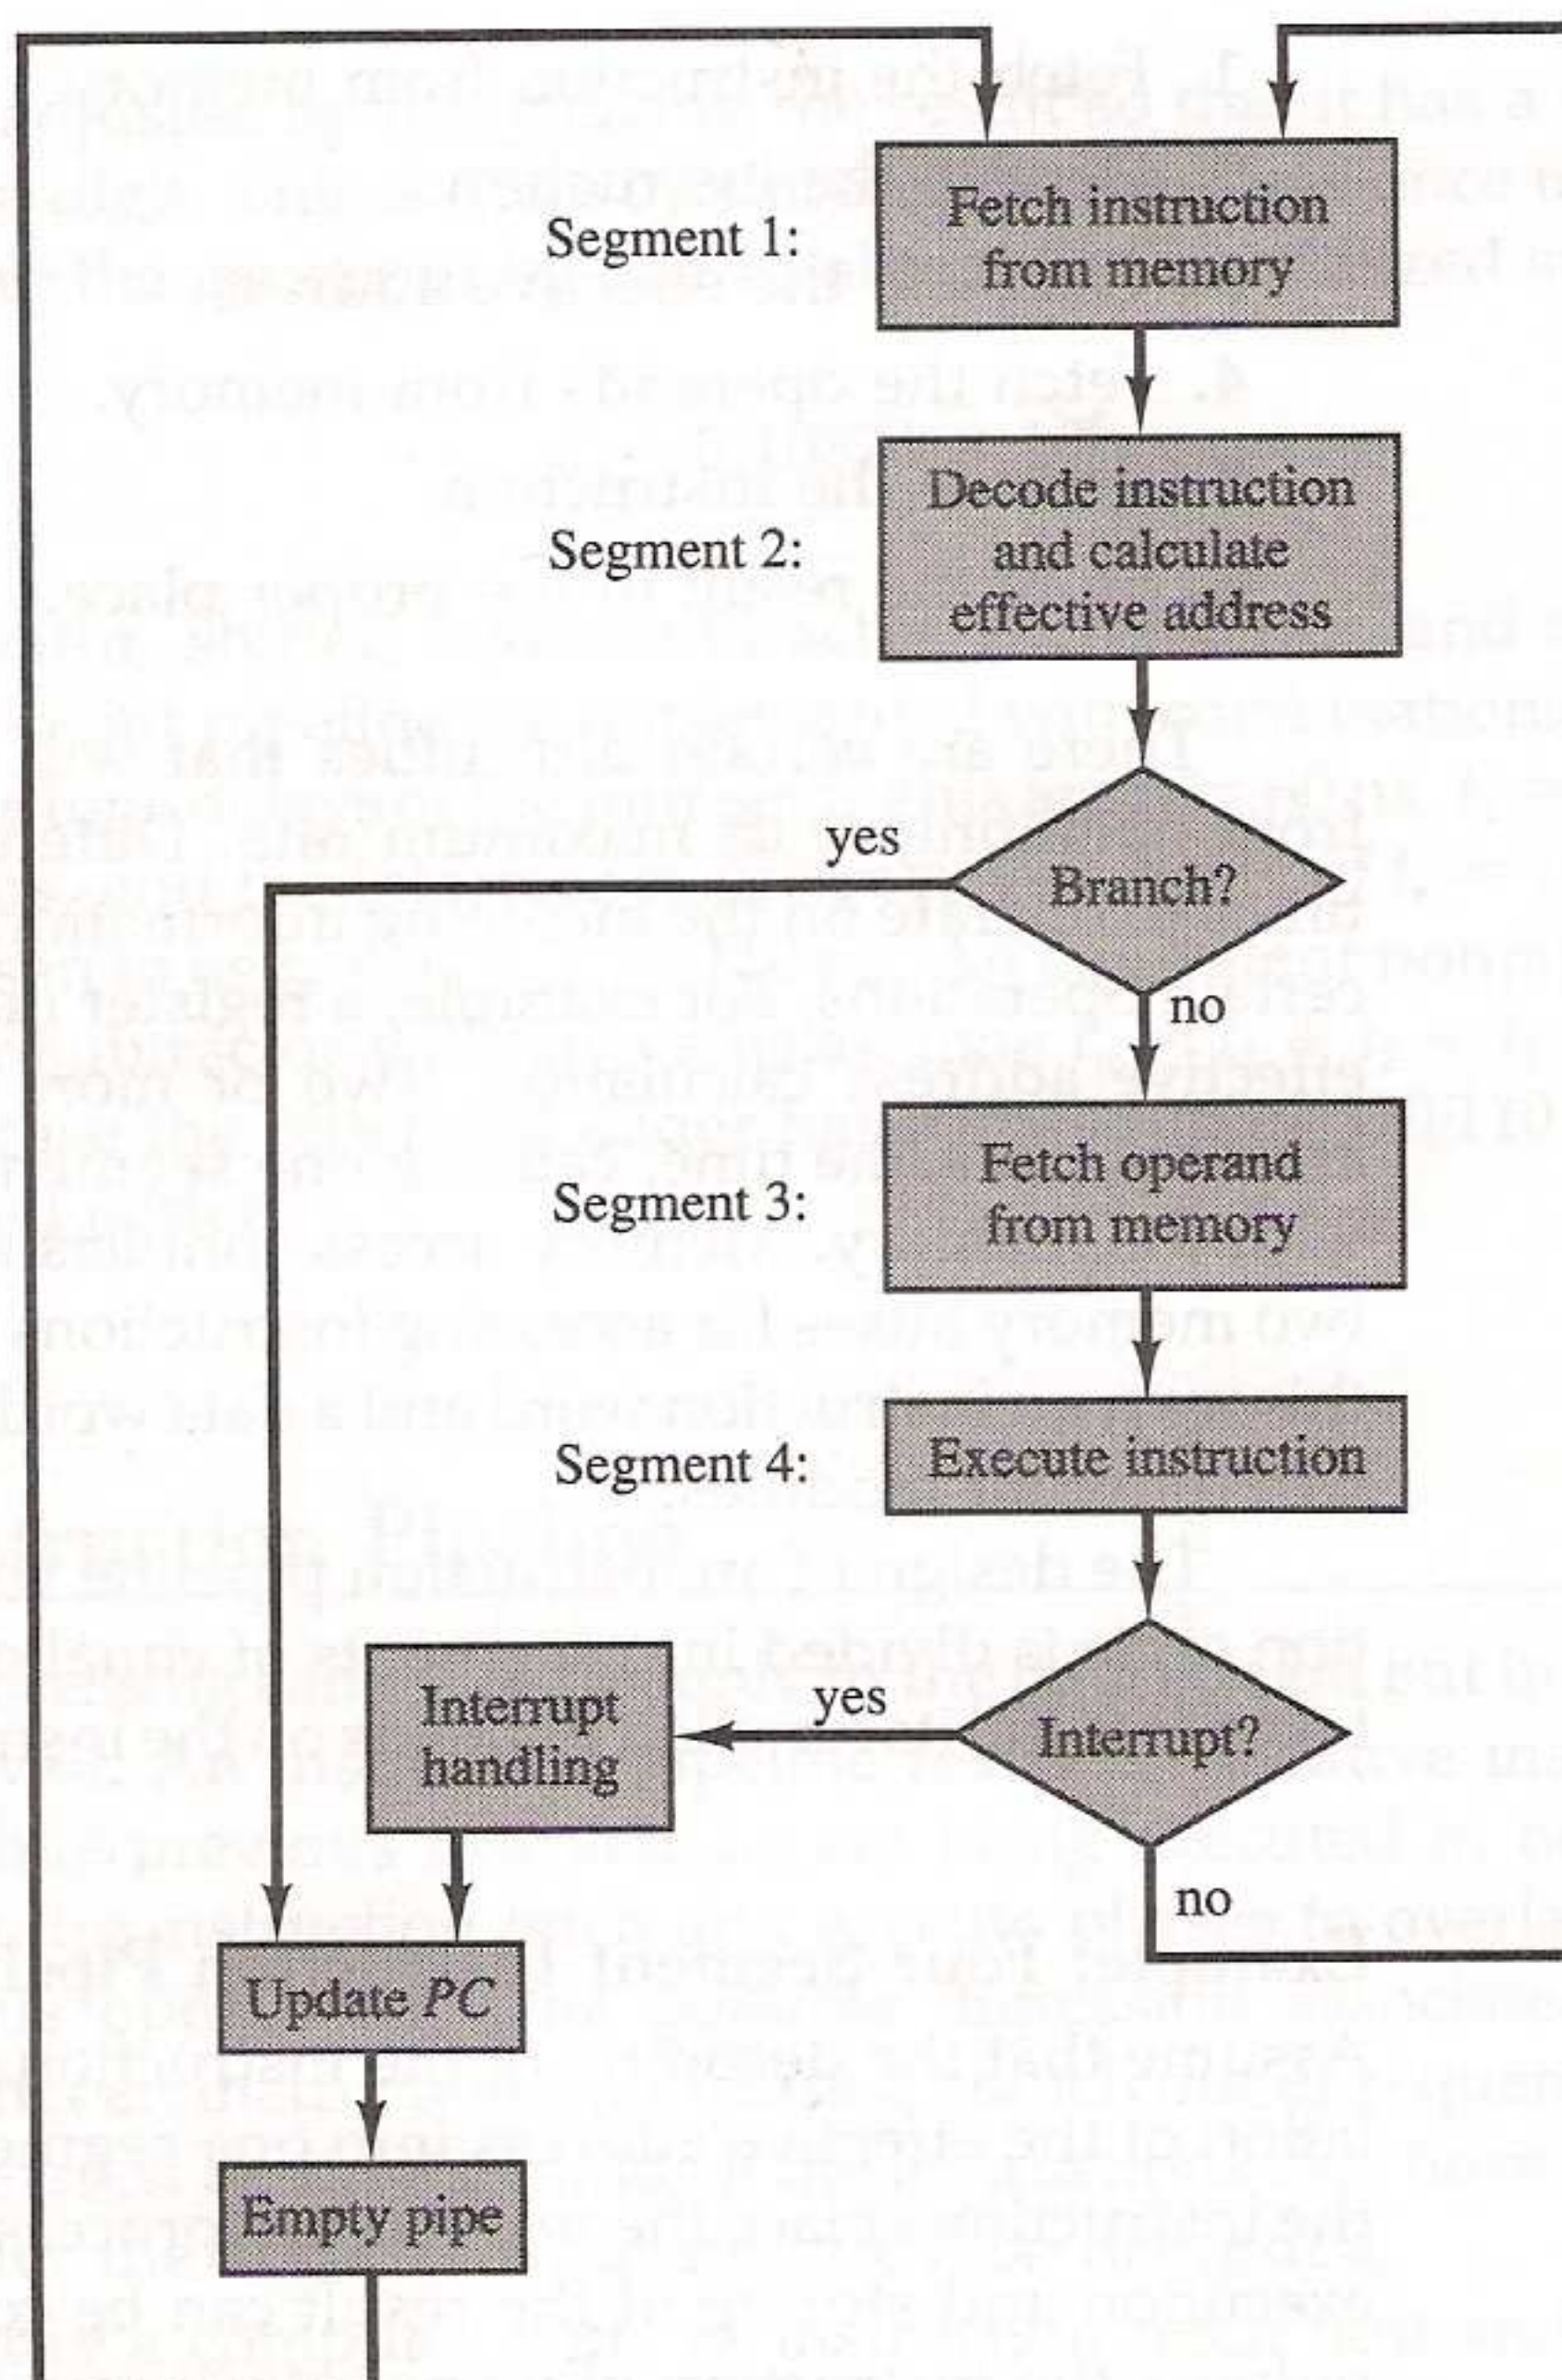 Fetch instruction
from memory
Segment 1:
Decode instruction
and calculate
effective address
Segment 2:
Branch?
yes
no
Fetch operand
from memory
Segment 3:
Execute instruction
Segment 4:
Interrupt?
yes
Interrupt
handling
no
Update PC
Empty pipe